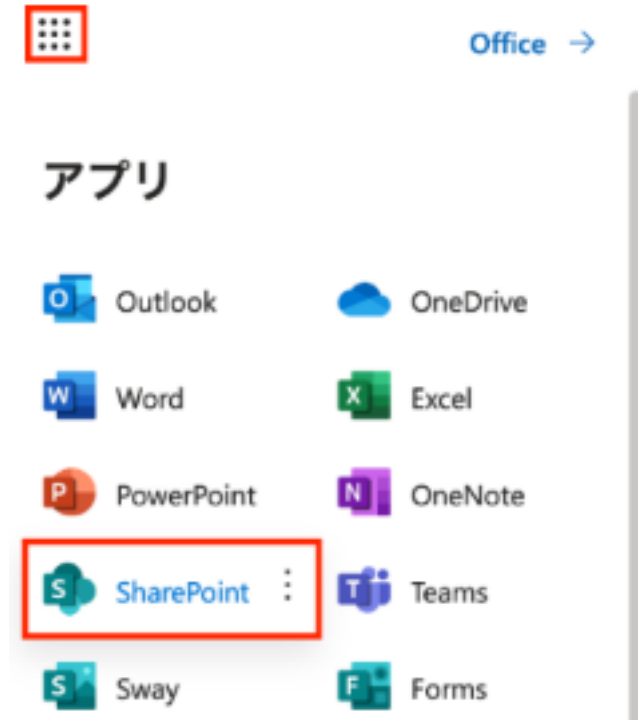 Office →
アプリ
Outlook OneDrive
Word Excel
PowerPoint OneNote
SharePoint Teams
Sway Forms